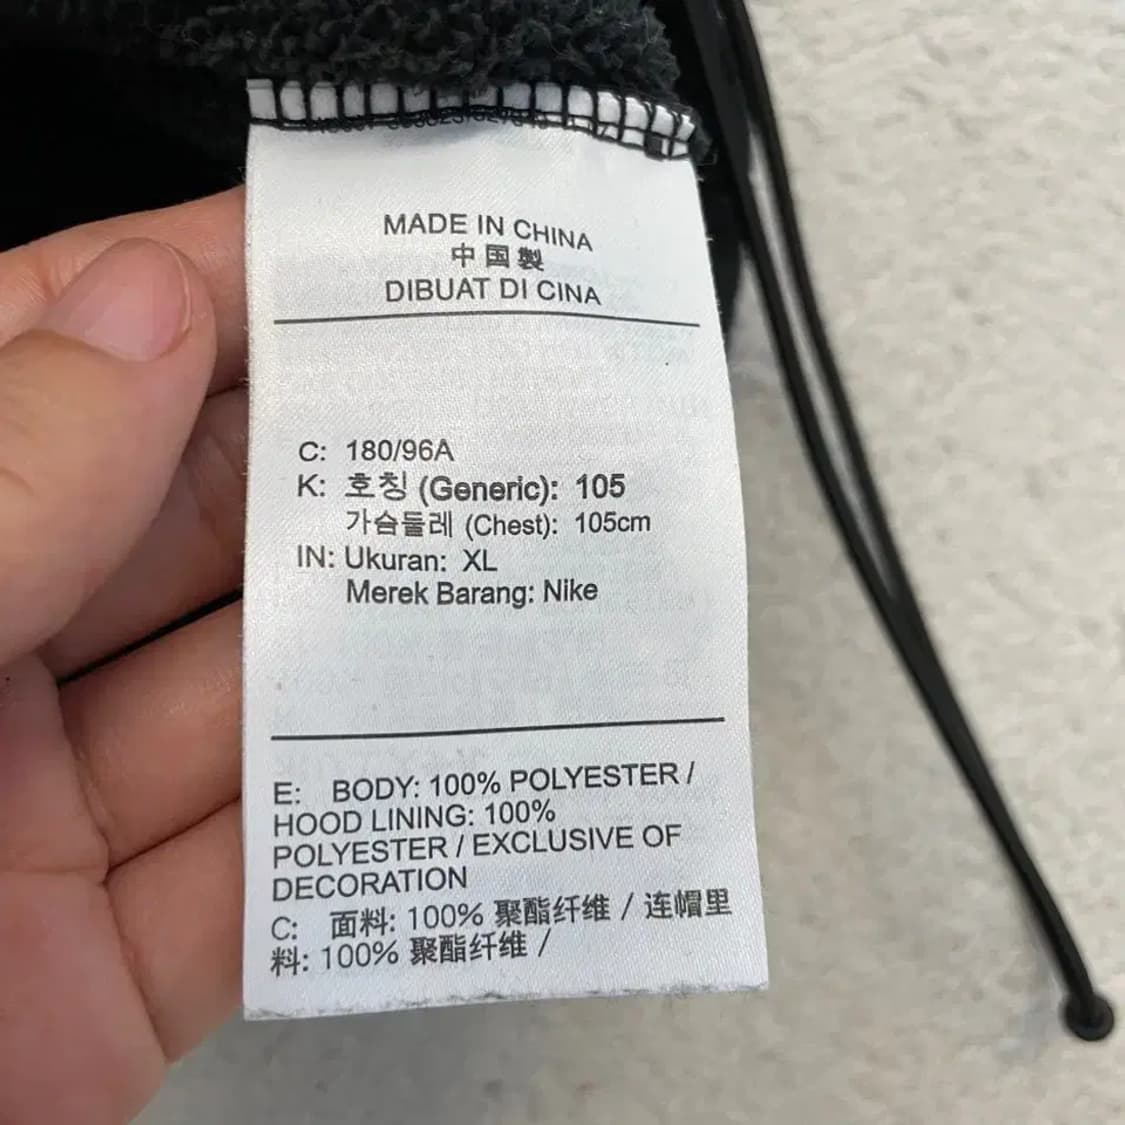 MADE IN CHINA
中国製
DIBUAT DI CINA
C: 180/96A
K: 호칭 (Generic): 105
가슴둘레 (Chest): 105cm
IN: Ukuran: XL
Merek Barang: Nike
E: BODY: 100% POLYESTER /
HOOD LINING: 100%
POLYESTER / EXCLUSIVE OF
DECORATION
C: 面料: 100% 聚酯纤维 / 连帽里
料: 100% 聚酯纤维 /